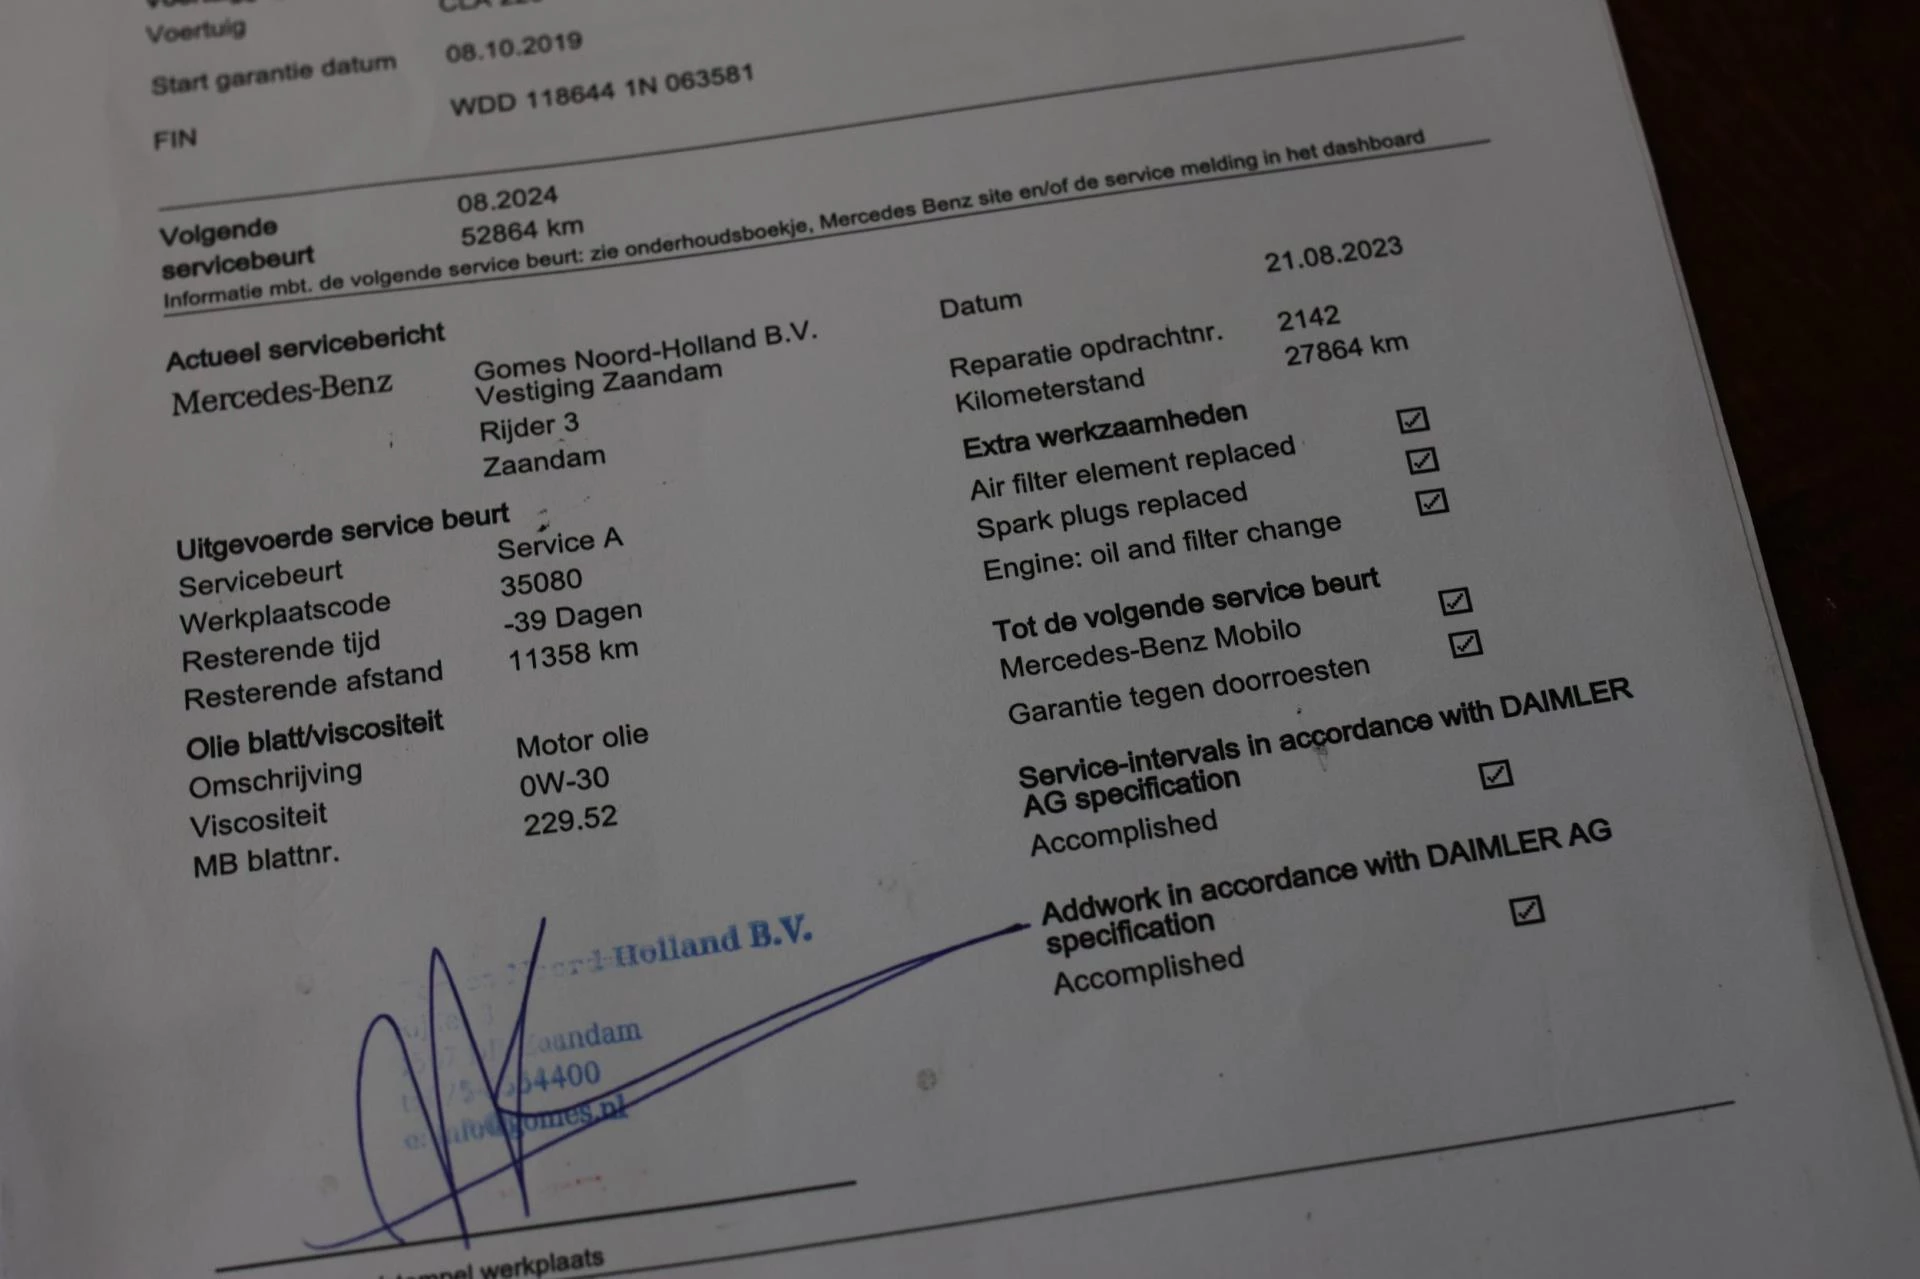 Voertuig
Start garantie datum 08.10.2019
FIN WDD 118644 1N 063581
Volgende servicebeurt 08.2024
52864 km
Informatie mbt. de volgende service beurt: zie onderhoudsboekje, Mercedes Benz site en/of de service melding in het dashboard
Actueel servicebericht
Mercedes-Benz
Gomes Noord-Holland B.V.
Vestiging Zaandam
Rijder 3
Zaandam
Uitgevoerde service beurt
Servicebeurt Service A
Werkplaatscode 35080
Resterende tijd -39 Dagen
Resterende afstand 11358 km
Olie blatt/viscositeit
Omschrijving Motor olie
Viscositeit 0W-30
MB blattnr. 229.52
Datum 21.08.2023
Reparatie opdrachtnr. 2142
Kilometerstand 27864 km
Extra werkzaamheden
Air filter element replaced
Spark plugs replaced
Engine: oil and filter change
Tot de volgende service beurt
Mercedes-Benz Mobilo
Garantie tegen doorroesten
Service-intervals in accordance with DAIMLER
AG specification
Accomplished
Addwork in accordance with DAIMLER AG
specification
Accomplished
Holland B.V.
Zaandam
info@gomes.nl
werkplaats